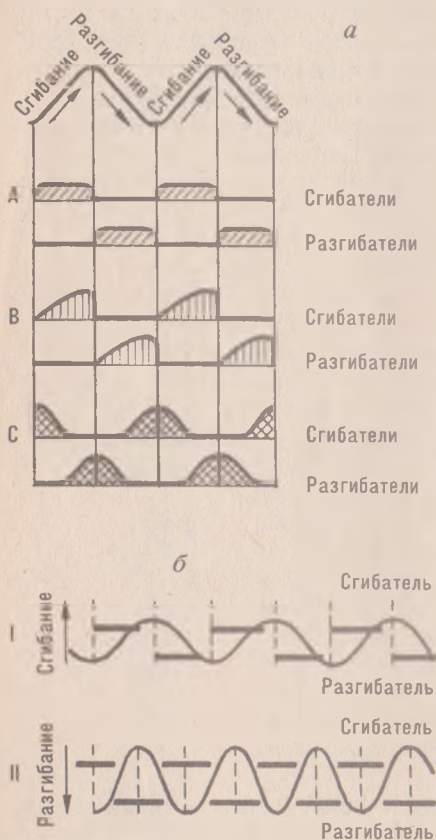 а
Сгибание
Разгибание
Сгибание
Разгибание
A
Сгибатели
Разгибатели
B
Сгибатели
Разгибатели
C
Сгибатели
Разгибатели
б
Сгибатель
I
Сгибание
Разгибатель
Сгибатель
II
Разгибание
Разгибатель